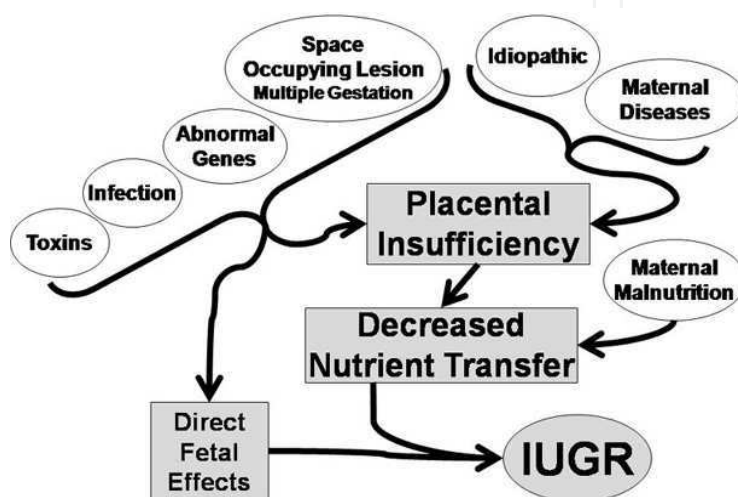 Space
Occupying Lesion
Multiple Gestation
Idiopathic
Maternal
Diseases
Abnormal
Genes
Infection
Toxins
Placental
Insufficiency
Maternal
Malnutrition
Decreased
Nutrient Transfer
Direct
Fetal
Effects
IUGR